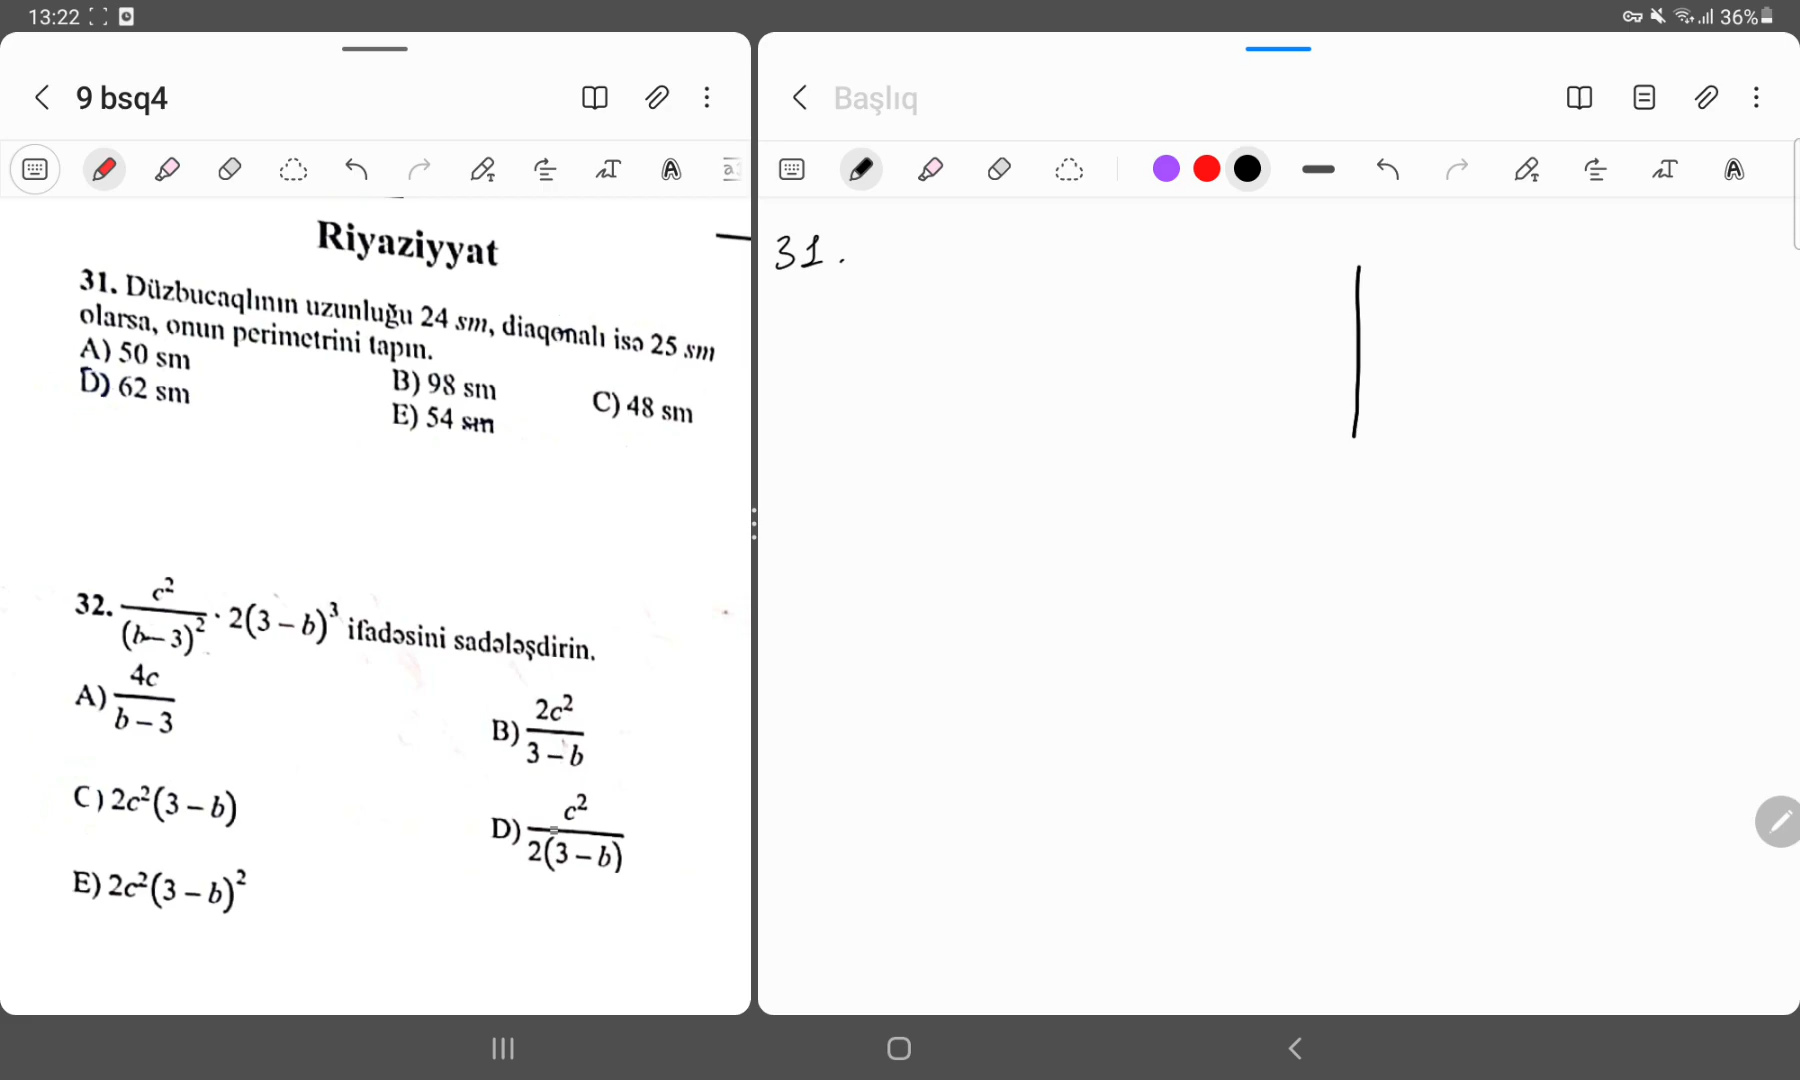 13:22
36%
9 bsq4
Başlıq
Riyaziyyat
31. Düzbucaqlının uzunluğu 24 sm, diaqonalı isə 25 sm
olarsa, onun perimetrini tapın.
A) 50 sm
B) 98 sm
C) 48 sm
D) 62 sm
E) 54 sm
32. c²/(b – 3)² · 2(3 – b)³ ifadəsini sadələşdirin.
A) 4c/(b – 3)
B) 2c²/(3 – b)
C) 2c²(3 – b)
D) c²/2(3 – b)
E) 2c²(3 – b)²
31.